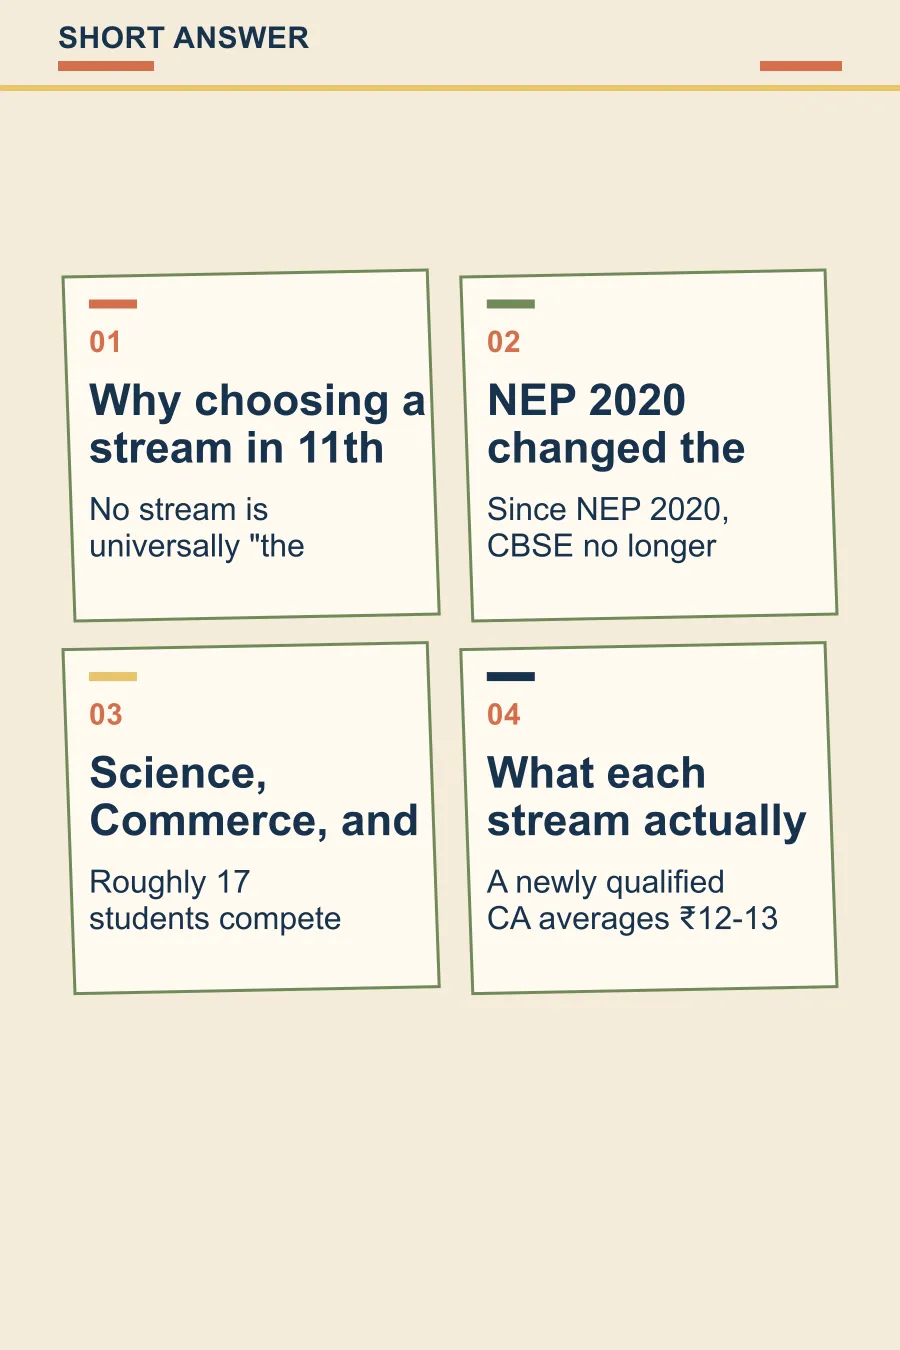 SHORT ANSWER
01
Why choosing a
stream in 11th
No stream is
universally "the
02
NEP 2020
changed the
Since NEP 2020,
CBSE no longer
03
Science,
Commerce, and
Roughly 17
students compete
04
What each
stream actually
A newly qualified
CA averages ₹12-13